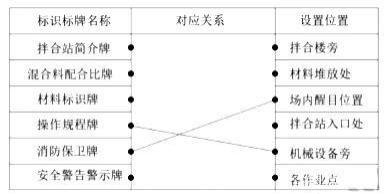 标识标牌名称 对应关系 设置位置
拌合站简介牌 拌合楼旁
混合料配合比牌 材料堆放处
材料标识牌 场内醒目位置
操作规程牌 拌合站入口处
消防保卫牌 机械设备旁
安全警告警示牌 各作业点